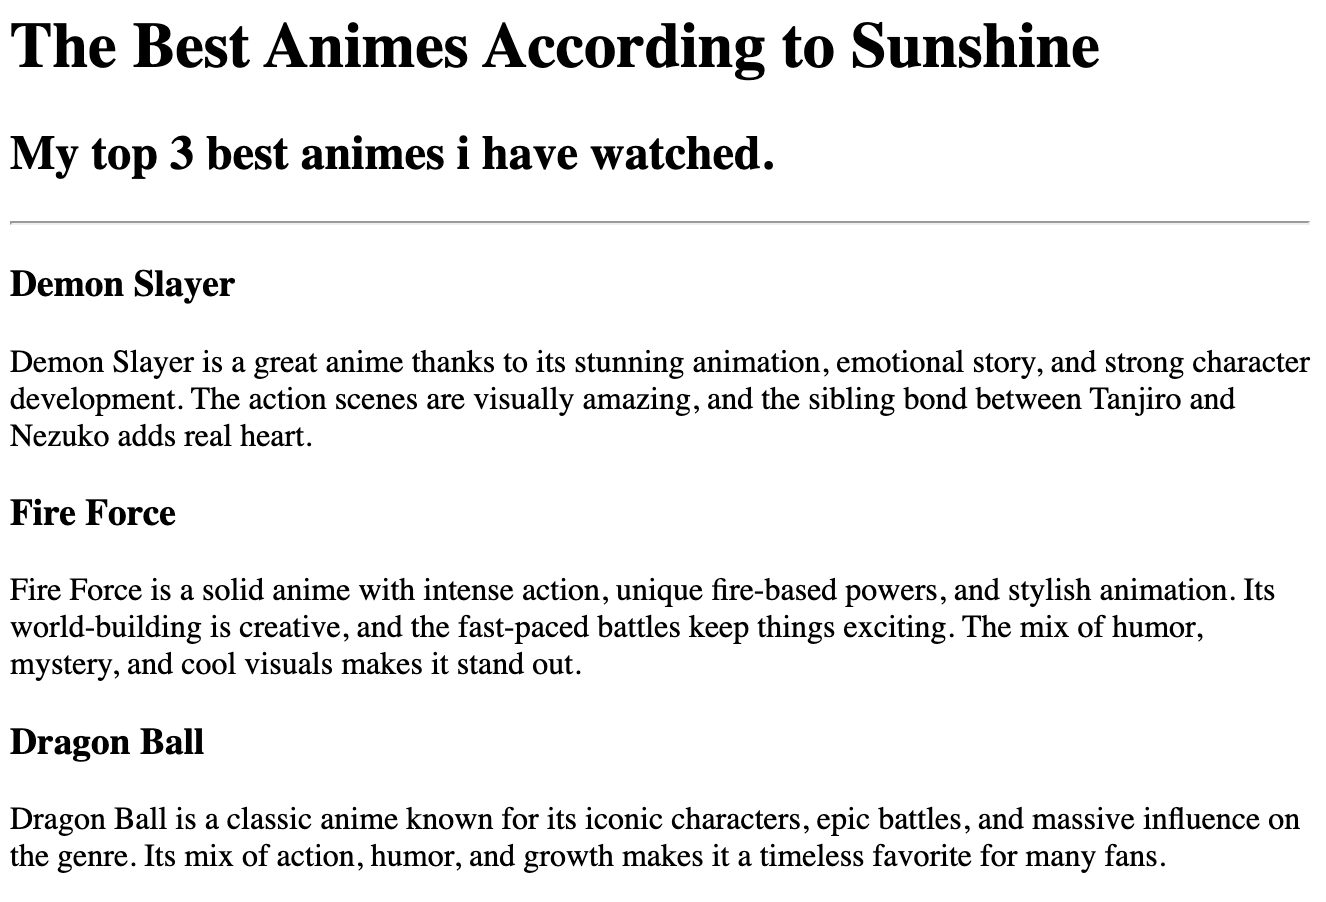 The Best Animes According to Sunshine
My top 3 best animes i have watched.
Demon Slayer
Demon Slayer is a great anime thanks to its stunning animation, emotional story, and strong character
development. The action scenes are visually amazing, and the sibling bond between Tanjiro and
Nezuko adds real heart.
Fire Force
Fire Force is a solid anime with intense action, unique fire-based powers, and stylish animation. Its
world-building is creative, and the fast-paced battles keep things exciting. The mix of humor,
mystery, and cool visuals makes it stand out.
Dragon Ball
Dragon Ball is a classic anime known for its iconic characters, epic battles, and massive influence on
the genre. Its mix of action, humor, and growth makes it a timeless favorite for many fans.